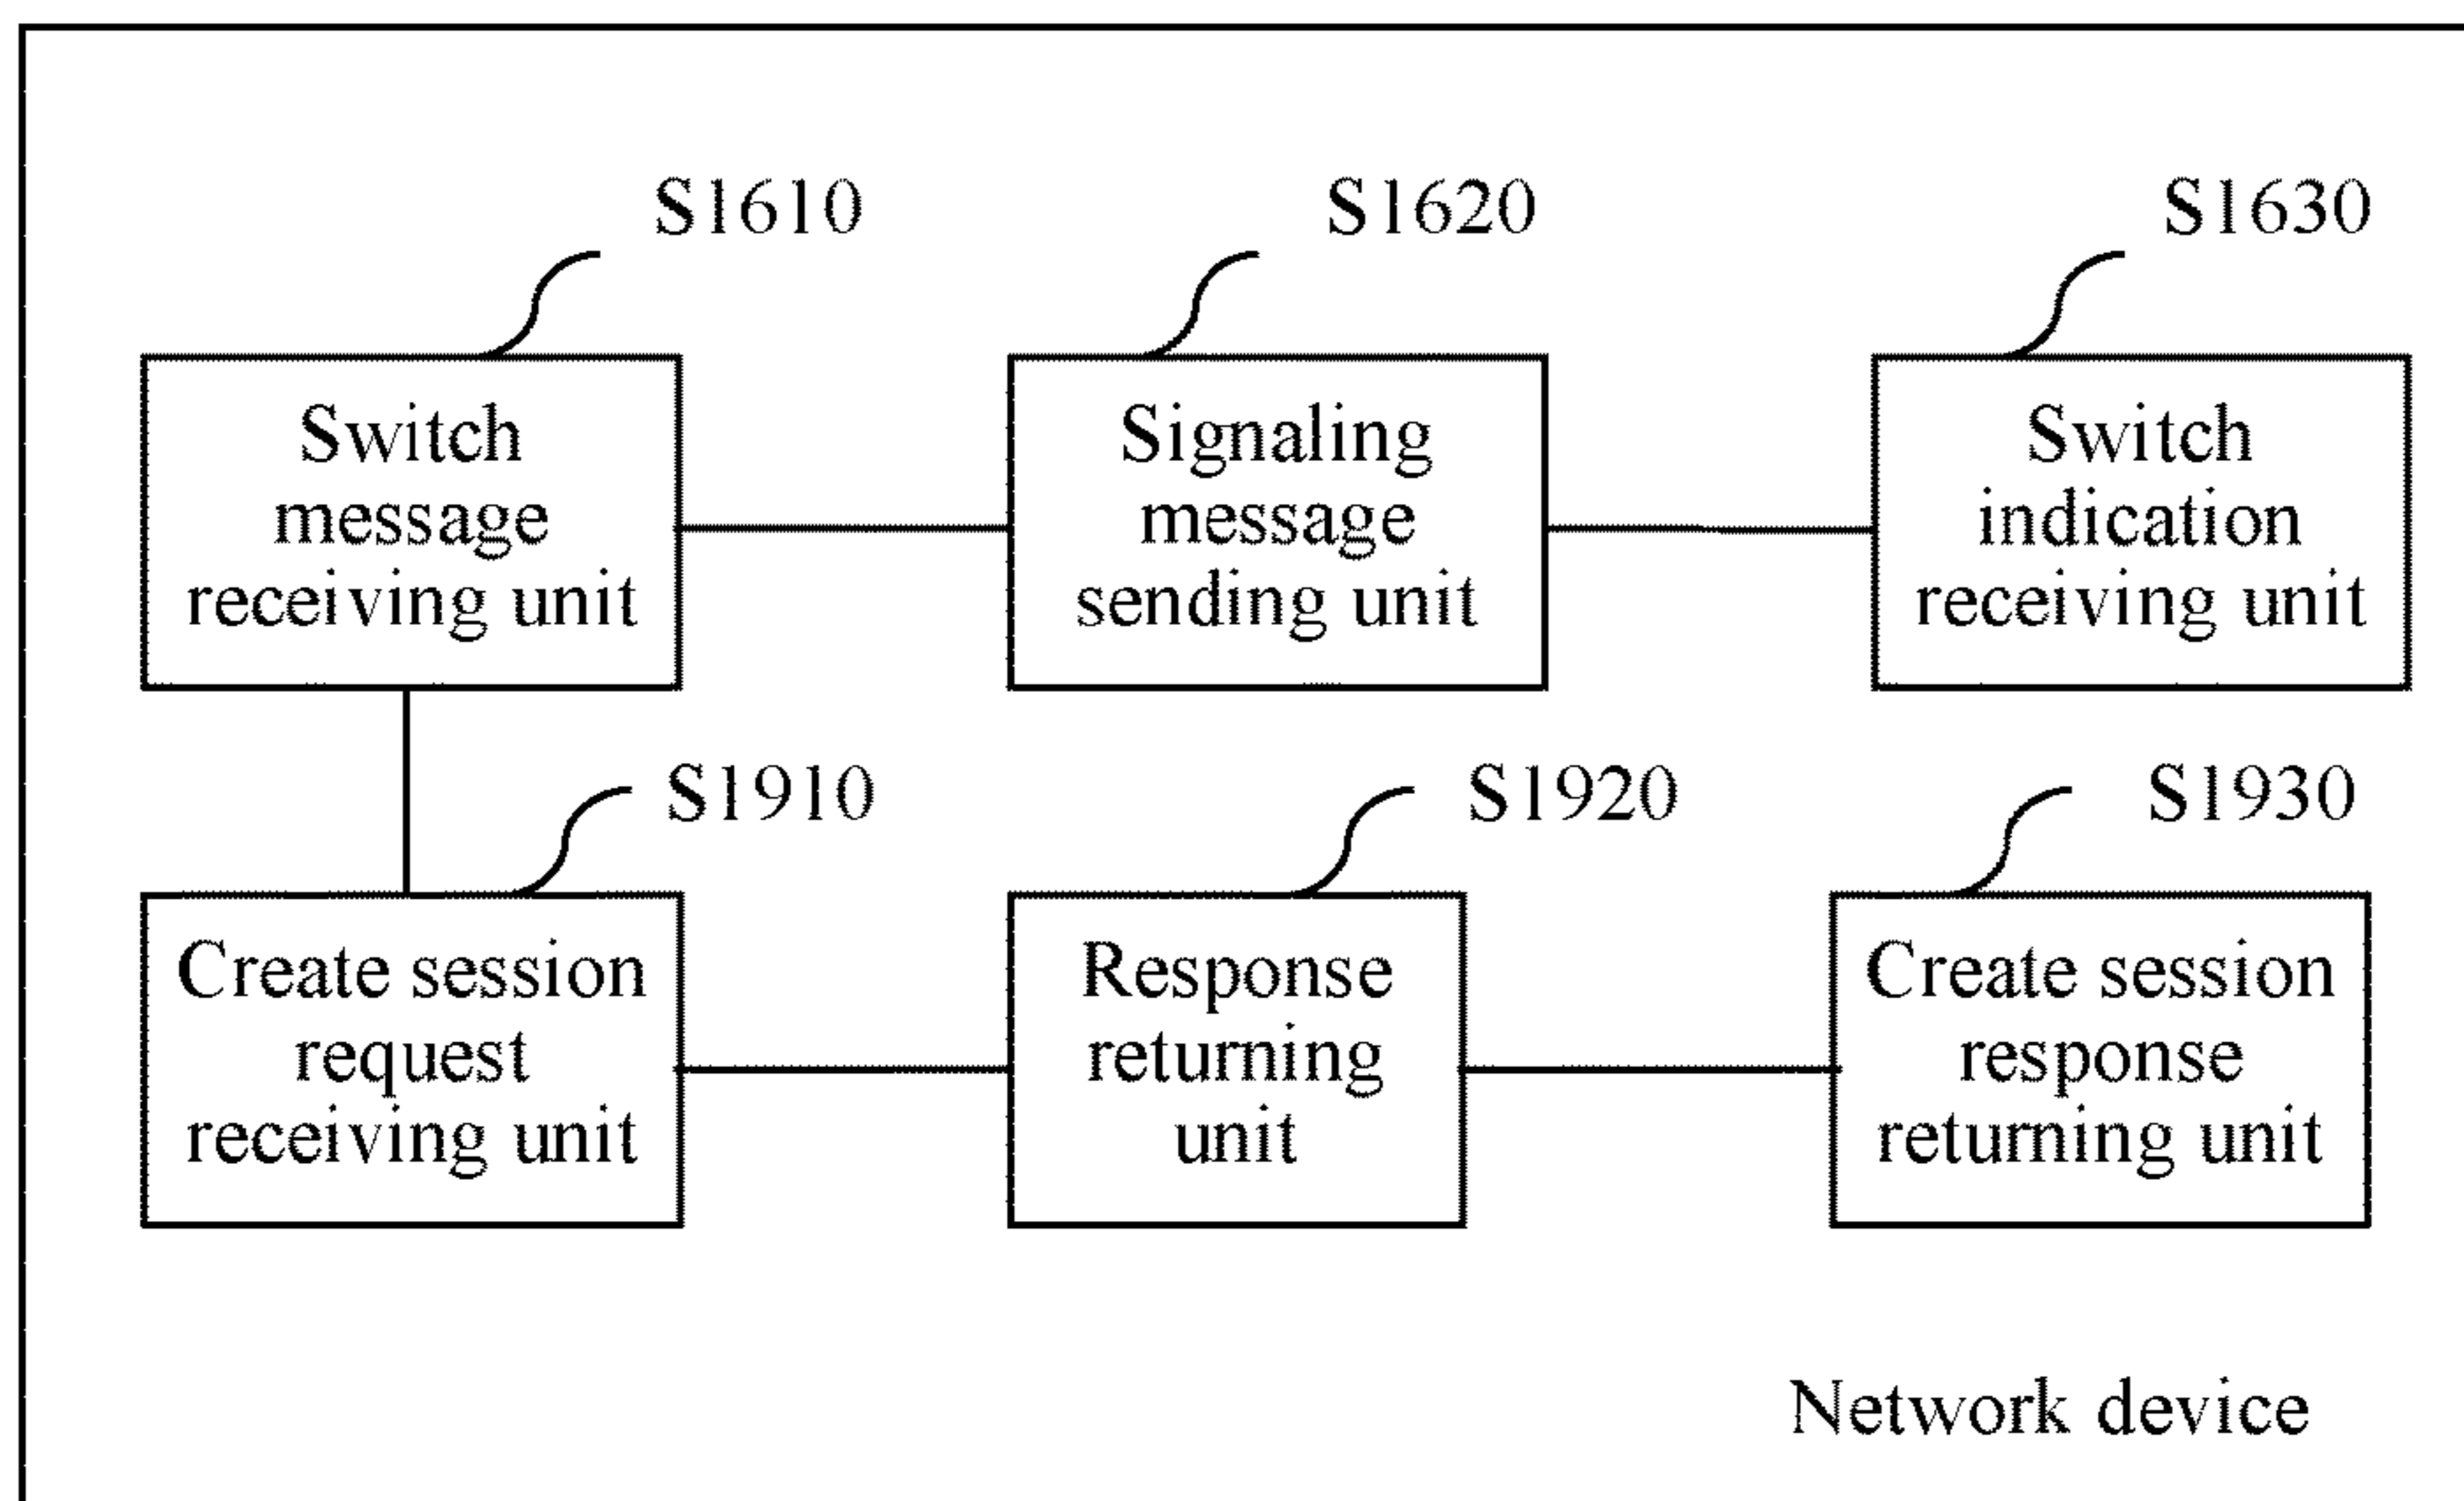 S1610
S1620
S1630
Switch
message
receiving unit
Signaling
message
sending unit
Switch
indication
receiving unit
S1910
S1920
S1930
Create session
request
receiving unit
Response
returning
unit
Create session
response
returning unit
Network device